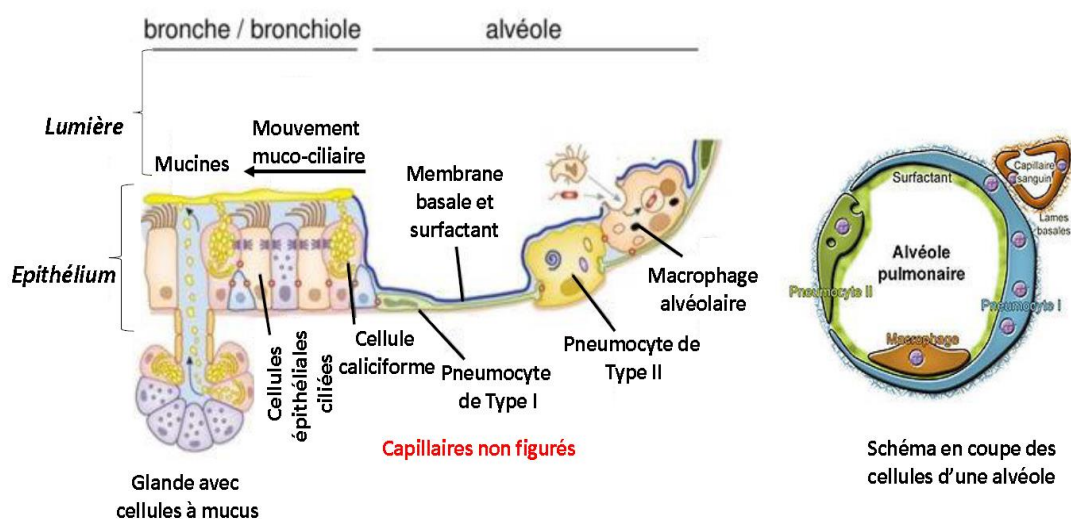 bronche / bronchiole
alvéole
Lumière
Mucines
Mouvement
muco-ciliaire
Membrane
basale et
surfactant
Epithélium
Macrophage
alvéolaire
Cellules
épithéliales
ciliées
Cellule
caliciforme
Pneumocyte
de Type I
Pneumocyte de
Type II
Capillaires non figurés
Glande avec
cellules à mucus
Capillaire
sanguin
Surfactant
Lames
basales
Alvéole
pulmonaire
Pneumocyte II
Pneumocyte I
Macrophage
Schéma en coupe des
cellules d’une alvéole